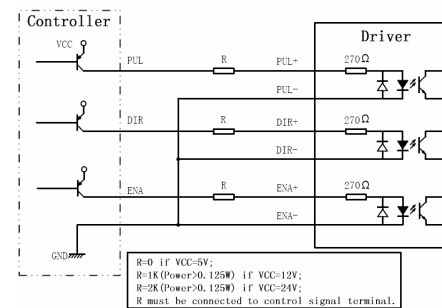 Controller
Driver
VCC
PUL
R
PUL+
270Ω
PUL-
DIR
R
DIR+
270Ω
DIR-
ENA
R
ENA+
270Ω
ENA-
GND
R=0 if VCC=5V;
R=1K(Power>0.125W) if VCC=12V;
R=2K(Power>0.125W) if VCC=24V;
R must be connected to control signal terminal.